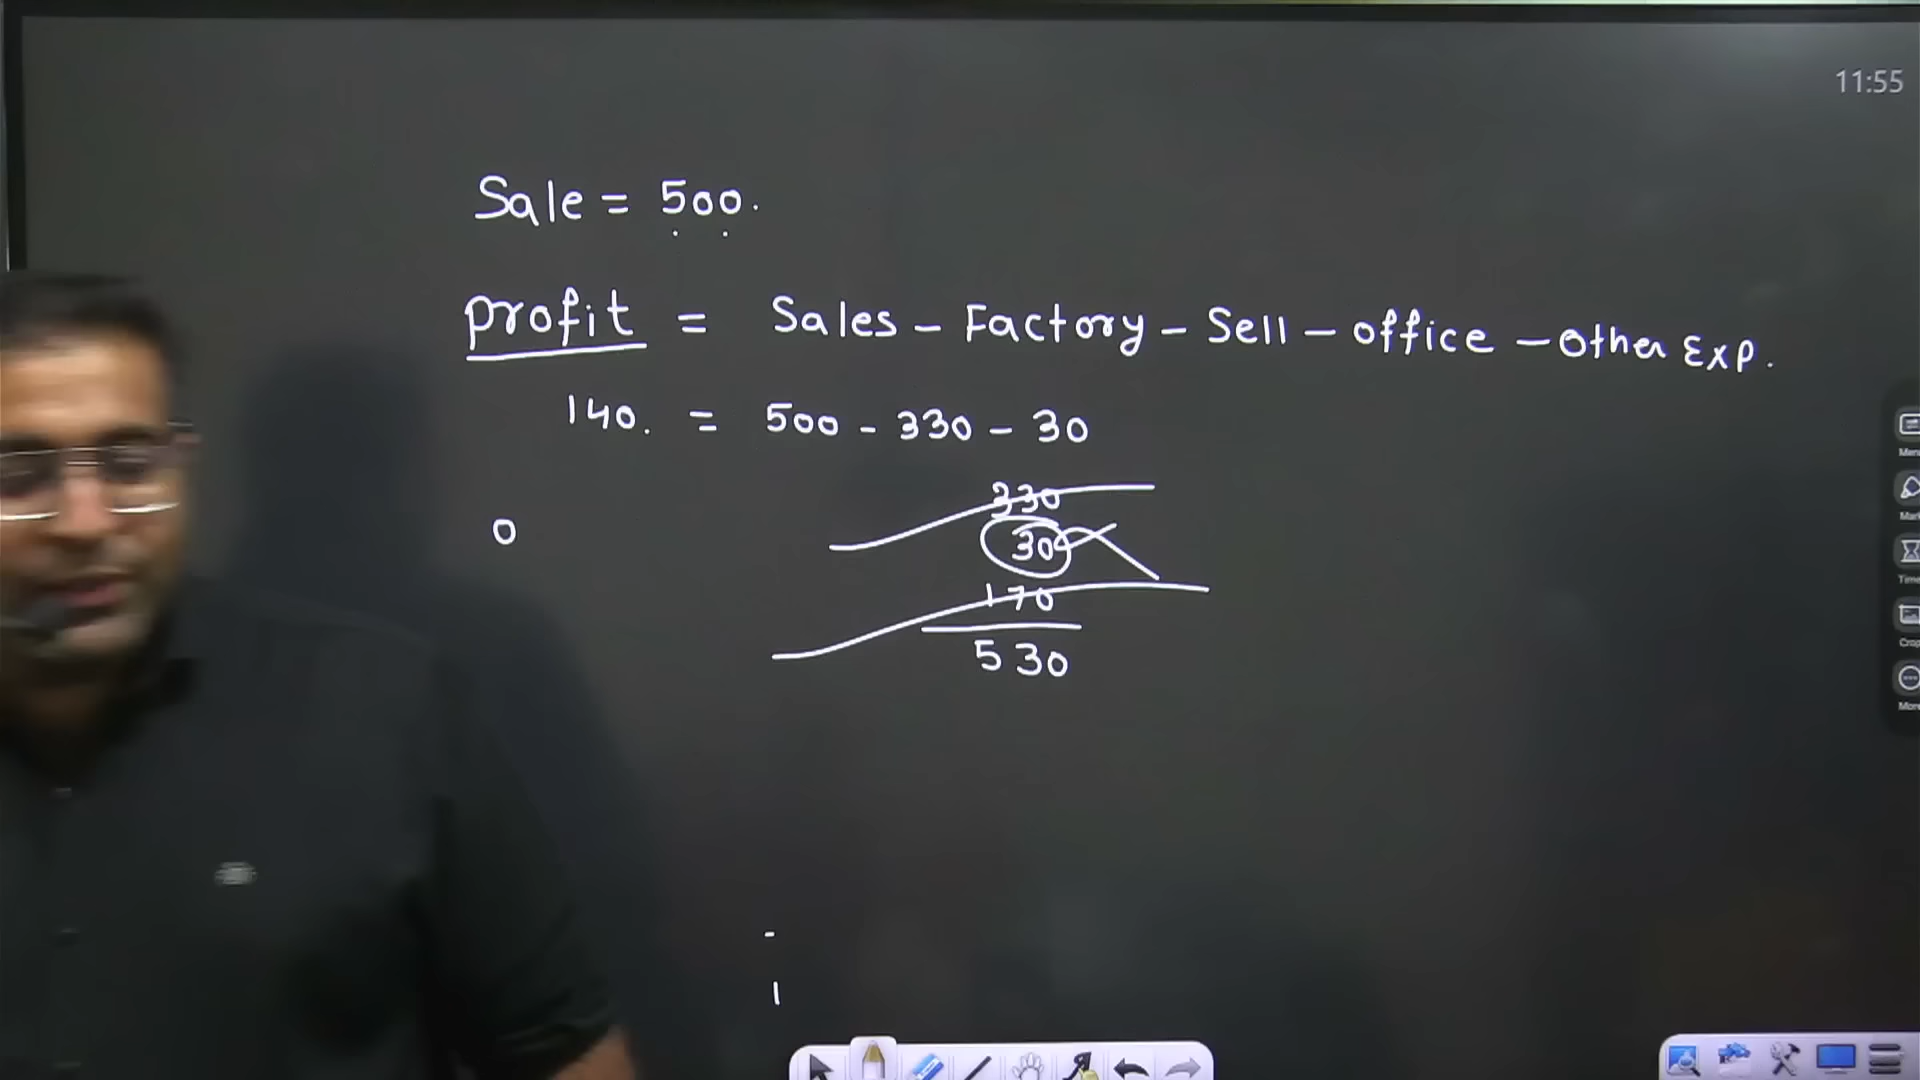 11:55
Sale = 500.
Profit = Sales - Factory - Sell - office - Other Exp.
140. = 500 - 330 - 30
330
0 30
170
530
-
1